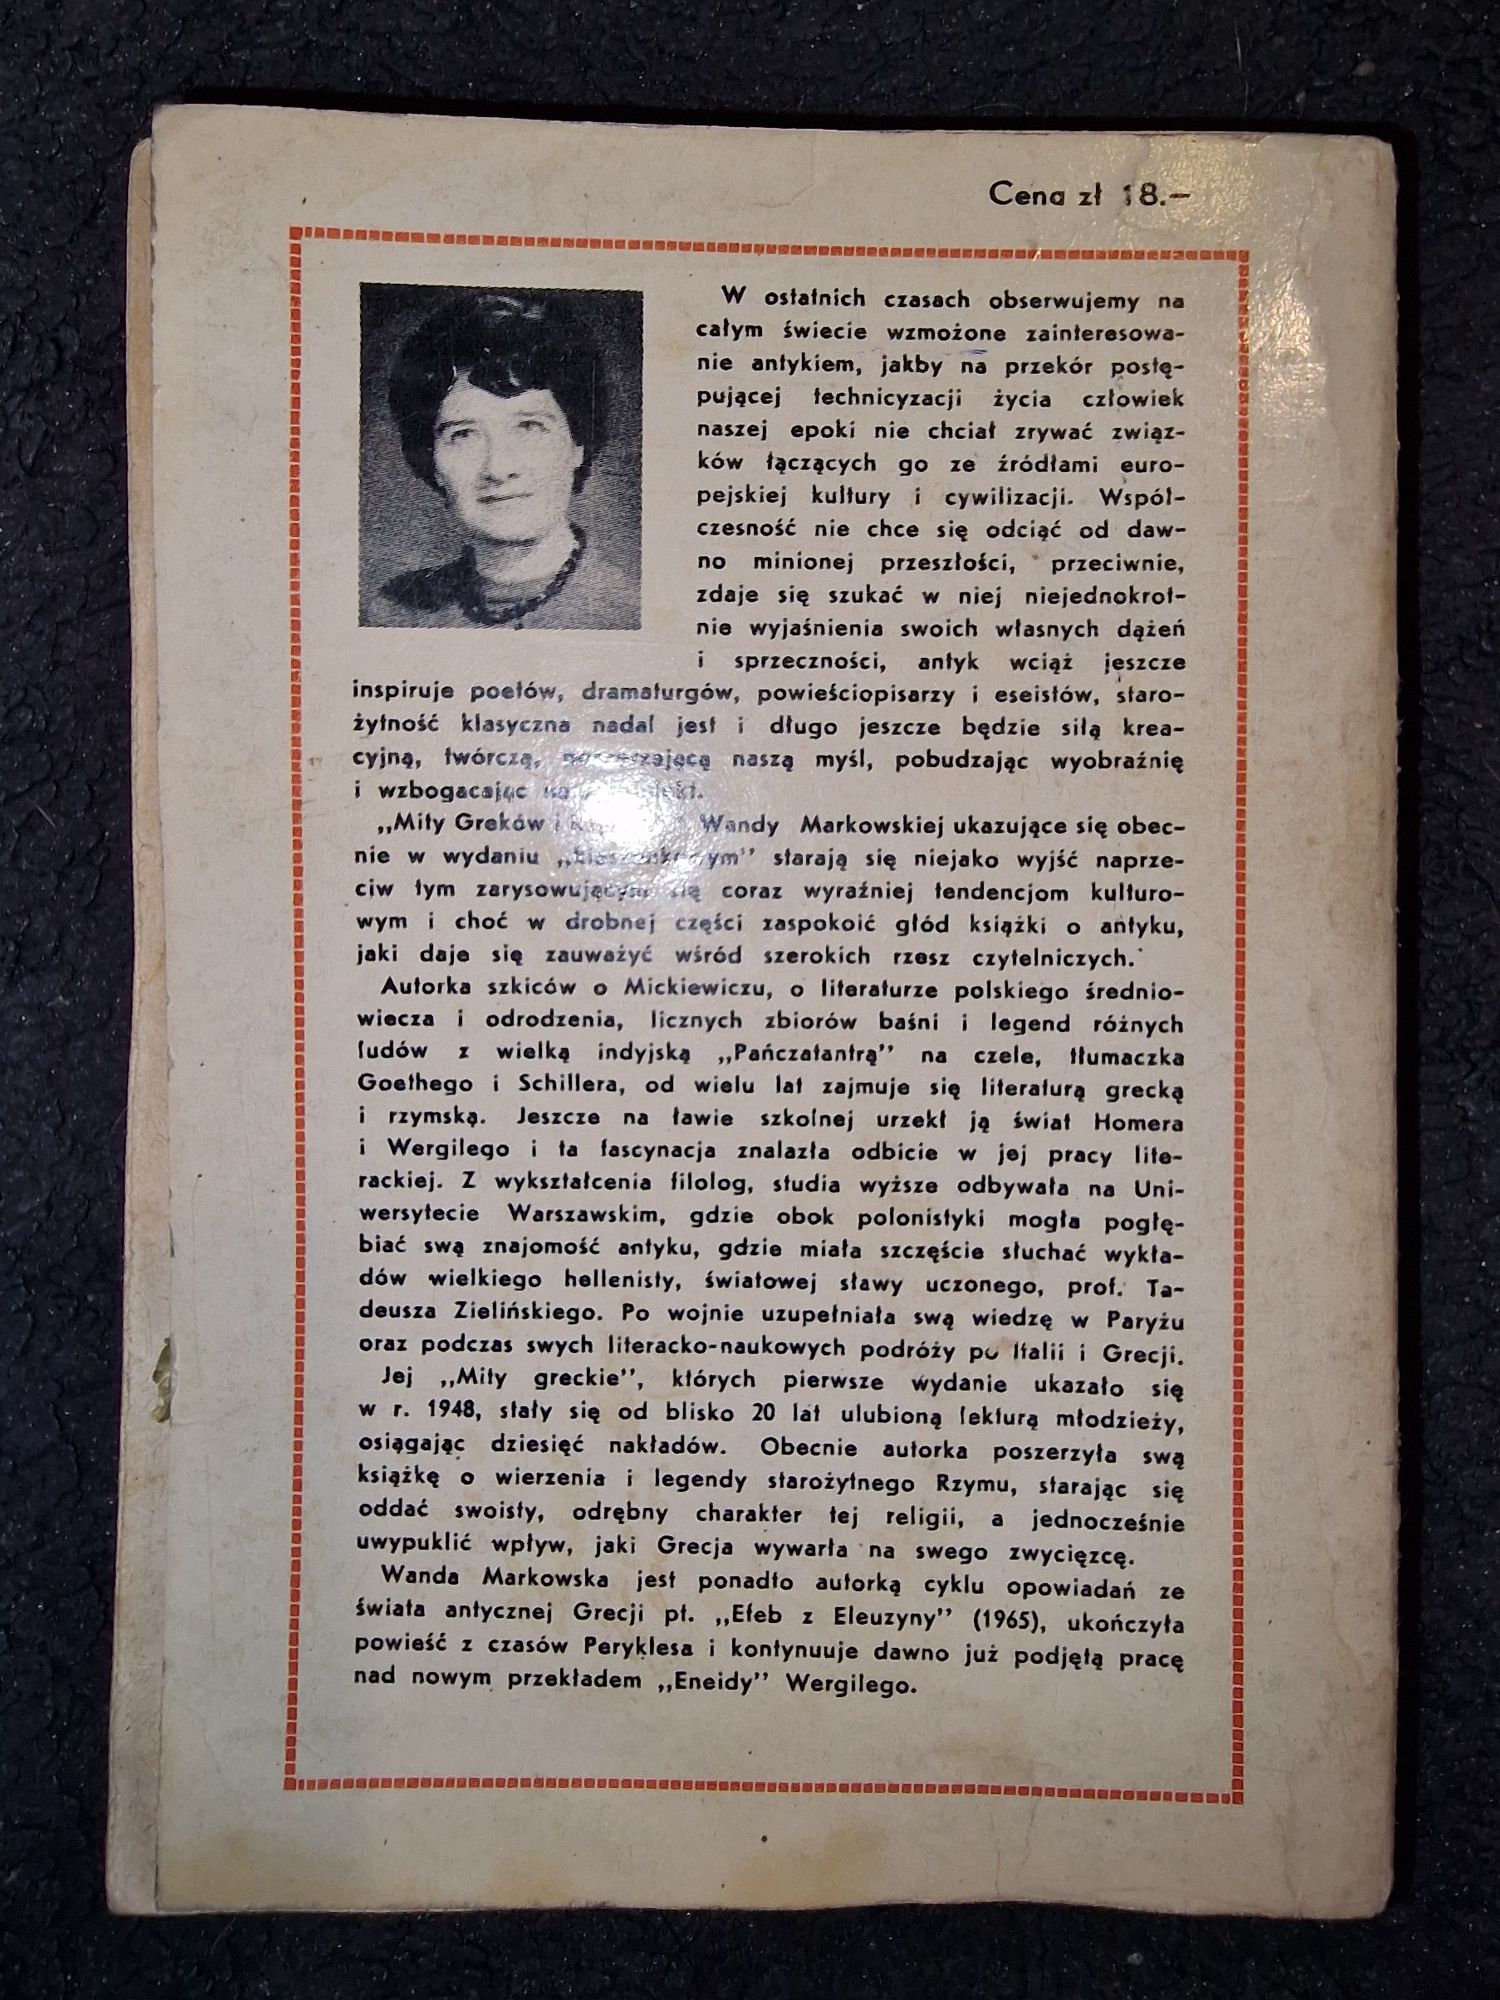 Cena zł 18.—
W ostatnich czasach obserwujemy na
całym świecie wzmożone zainteresowa-
nie antykiem, jakby na przekór postę-
pującej technicyzacji życia człowiek
naszej epoki nie chciał zrywać związ-
ków łączących go ze źródłami euro-
pejskiej kultury i cywilizacji. Współ-
czesność nie chce się odciąć od daw-
no minionej przeszłości, przeciwnie,
zdaje się szukać w niej niejednokrot-
nie wyjaśnienia swoich własnych dążeń
i sprzeczności, antyk wciąż jeszcze
inspiruje poetów, dramaturgów, powieściopisarzy i eseistów, staro-
żytność klasyczna nadal jest i długo jeszcze będzie siłą krea-
cyjną, twórczą, naszą myśl, pobudzając wyobraźnię
i wzbogacając
„Mity Greków i Wandy Markowskiej ukazujące się obec-
nie w wydaniu starają się niejako wyjść naprze-
ciw tym zarysowującym się coraz wyraźniej tendencjom kulturo-
wym i choć w drobnej części zaspokoić głód książki o antyku,
jaki daje się zauważyć wśród szerokich rzesz czytelniczych.
Autorka szkiców o Mickiewiczu, o literaturze polskiego średnio-
wiecza i odrodzenia, licznych zbiorów baśni i legend różnych
ludów z wielką indyjską „Pańczatantrą” na czele, tłumaczka
Goethego i Schillera, od wielu lat zajmuje się literaturą grecką
i rzymską. Jeszcze na ławie szkolnej urzekł ją świat Homera
i Wergilego i ta fascynacja znalazła odbicie w jej pracy lite-
rackiej. Z wykształcenia filolog, studia wyższe odbywała na Uni-
wersytecie Warszawskim, gdzie obok polonistyki mogła pogłę-
biać swą znajomość antyku, gdzie miała szczęście słuchać wykła-
dów wielkiego hellenisty, światowej sławy uczonego, prof. Ta-
deusza Zielińskiego. Po wojnie uzupełniała swą wiedzę w Paryżu
oraz podczas swych literacko-naukowych podróży po Italii i Grecji.
Jej „Mity greckie”, których pierwsze wydanie ukazało się
w r. 1948, stały się od blisko 20 lat ulubioną lekturą młodzieży,
osiągając dziesięć nakładów. Obecnie autorka poszerzyła swą
książkę o wierzenia i legendy starożytnego Rzymu, starając się
oddać swoisty, odrębny charakter tej religii, a jednocześnie
uwypuklić wpływ, jaki Grecja wywarła na swego zwycięzcę.
Wanda Markowska jest ponadto autorką cyklu opowiadań ze
świata antycznej Grecji pt. „Efeb z Eleuzyny” (1965), ukończyła
powieść z czasów Peryklesa i kontynuuje dawno już podjętą pracę
nad nowym przekładem „Eneidy” Wergilego.